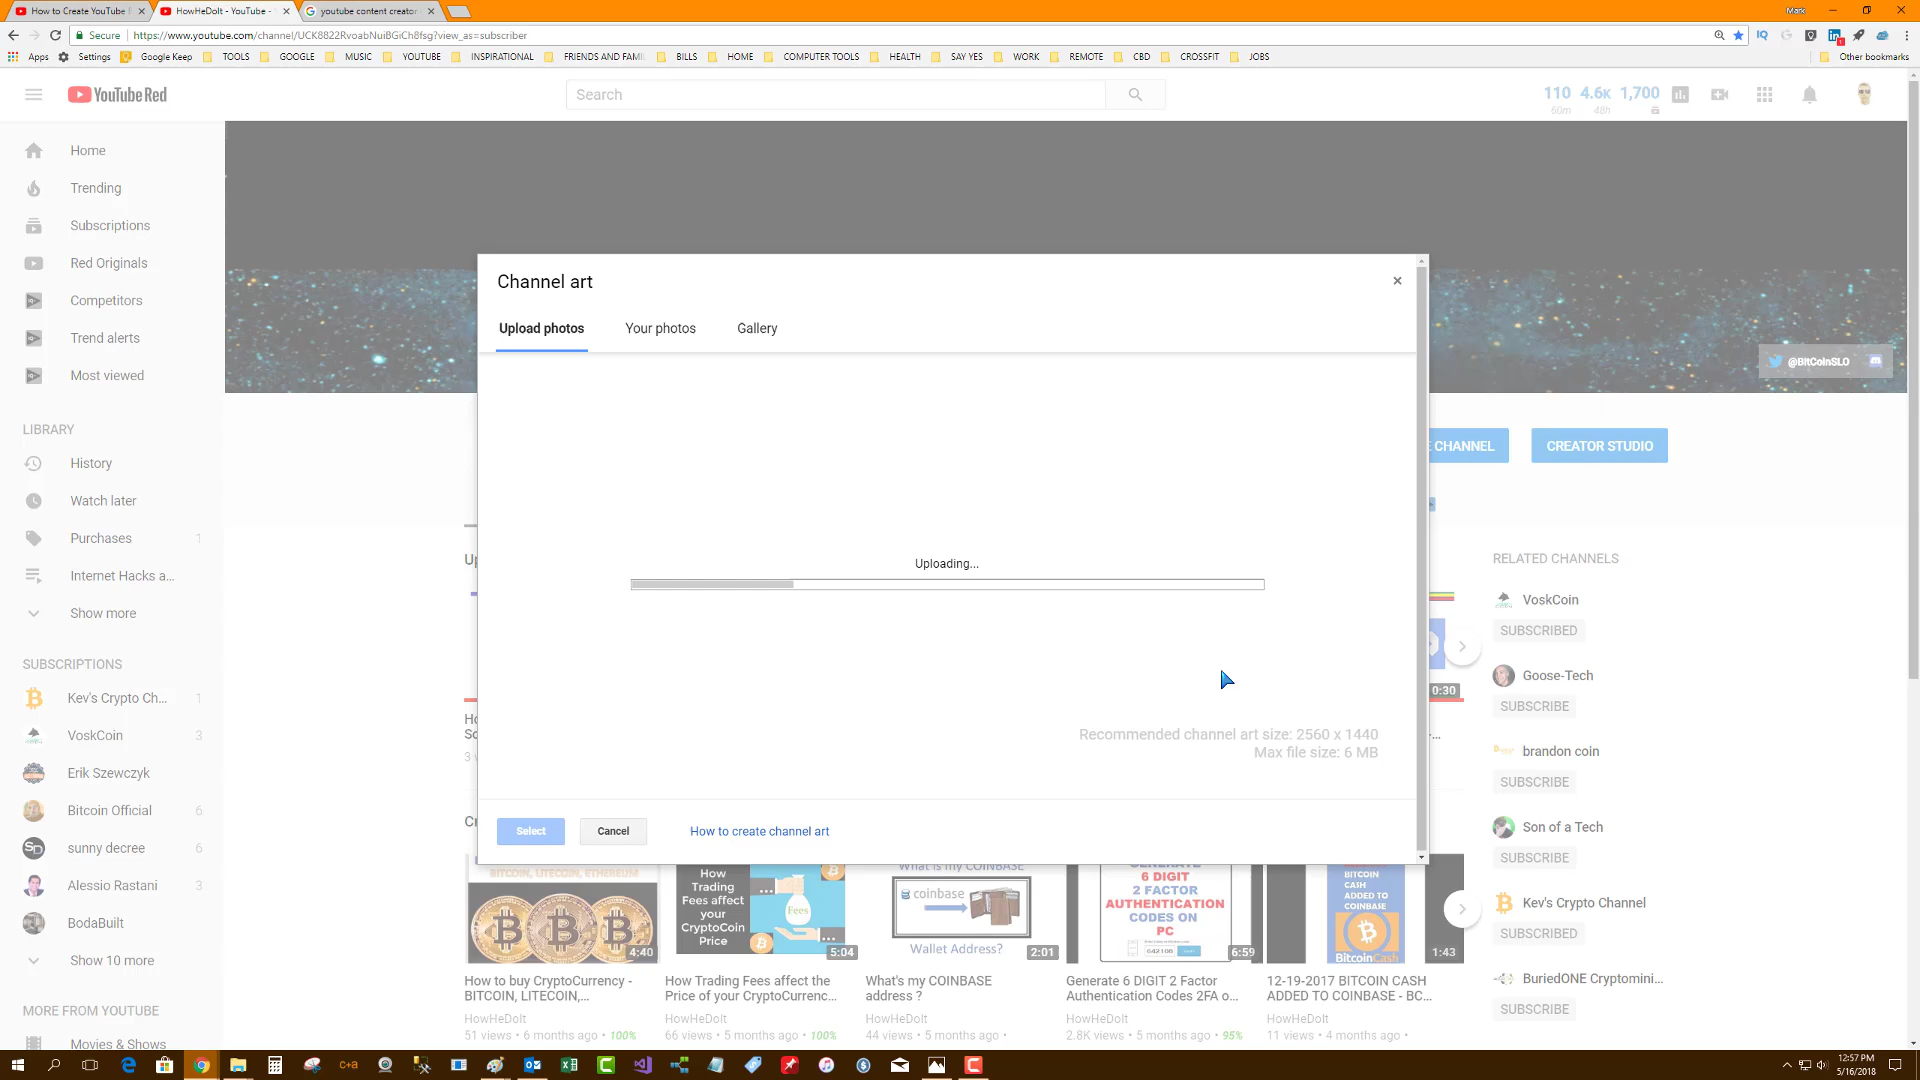 How to Create YouTube
HowHeDoIt - YouTube -
youtube content creator
Mark
Secure
https://www.youtube.com/channel/UCK8822RvoabNui8GiCh8fsg?view_as=subscriber
Apps
Settings
Google Keep
TOOLS
GOOGLE
MUSIC
YOUTUBE
INSPIRATIONAL
FRIENDS AND FAMI
BILLS
HOME
COMPUTER TOOLS
HEALTH
SAY YES
WORK
REMOTE
CBD
CROSSFIT
JOBS
Other bookmarks
YouTube Red
Search
110 4.6K 1,700
60m 48h
Home
Trending
Subscriptions
Red Originals
Competitors
Trend alerts
Most viewed
LIBRARY
History
Watch later
Purchases 1
Internet Hacks a...
Show more
SUBSCRIPTIONS
Kev's Crypto Ch... 1
VoskCoin 3
Erik Szewczyk
Bitcoin Official 6
sunny decree 6
Alessio Rastani 3
BodaBuilt
Show 10 more
MORE FROM YOUTUBE
Movies & Shows
@BitCoinSLO
Channel art
Upload photos
Your photos
Gallery
Uploading...
Recommended channel art size: 2560 x 1440
Max file size: 6 MB
Select
Cancel
How to create channel art
CHANNEL
CREATOR STUDIO
0:30
RELATED CHANNELS
VoskCoin
SUBSCRIBED
Goose-Tech
SUBSCRIBE
brandon coin
SUBSCRIBE
Son of a Tech
SUBSCRIBE
Kev's Crypto Channel
SUBSCRIBED
BuriedONE Cryptomini...
SUBSCRIBE
BITCOIN, LITECOIN, ETHEREUM
4:40
How
Trading
Fees affect
your
CryptoCoin
Price
Fees
5:04
What is my COINBASE
coinbase
Wallet Address?
2:01
GENERATE
6 DIGIT
2 FACTOR
AUTHENTICATION
CODES ON
PC
6:59
BITCOIN
CASH
ADDED TO
COINBASE
BitcoinCash
1:43
How to buy CryptoCurrency -
BITCOIN, LITECOIN,...
HowHeDoIt
51 views • 6 months ago • 100%
How Trading Fees affect the
Price of your CryptoCurrenc...
HowHeDoIt
66 views • 5 months ago • 100%
What's my COINBASE
address ?
HowHeDoIt
44 views • 5 months ago •
Generate 6 DIGIT 2 Factor
Authentication Codes 2FA o...
HowHeDoIt
2.8K views • 5 months ago • 95%
12-19-2017 BITCOIN CASH
ADDED TO COINBASE - BC...
HowHeDoIt
11 views • 4 months ago •
12:57 PM
5/16/2018